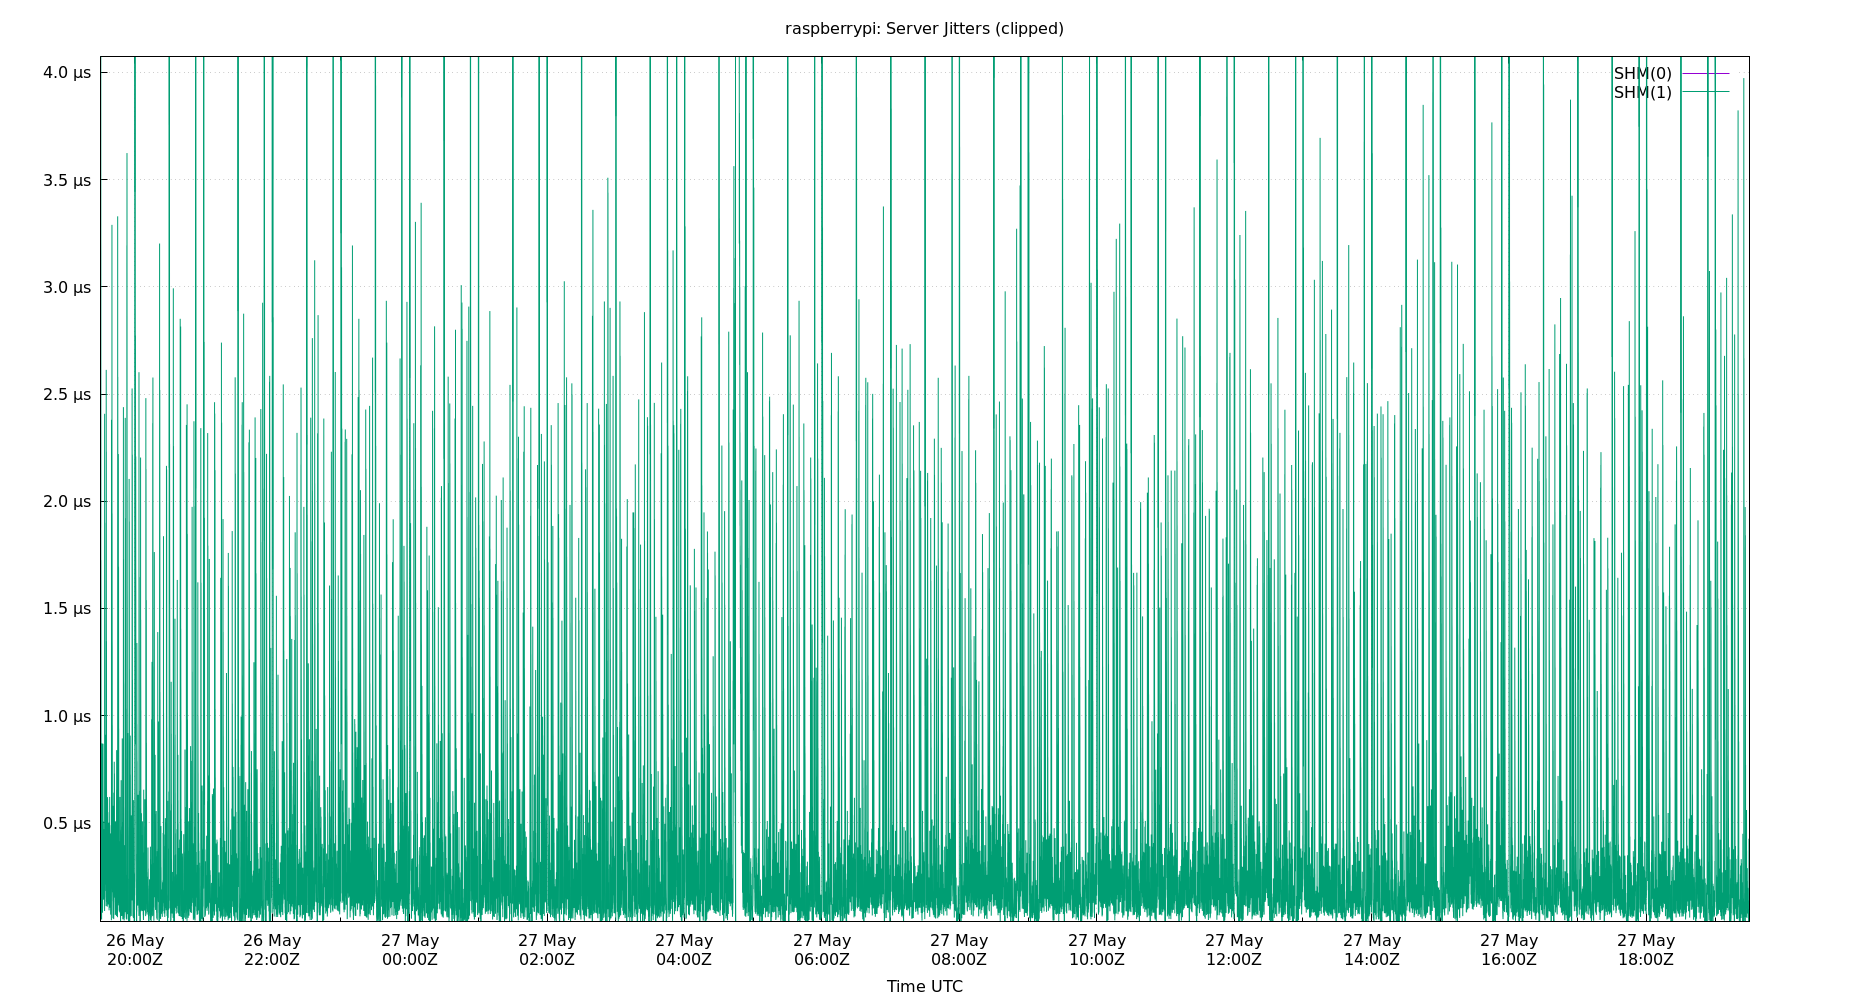 raspberrypi: Server Jitters (clipped)
4.0 µs
SHM(0)
SHM(1)
3.5 µs
3.0 µs
2.5 µs
2.0 µs
1.5 µs
1.0 µs
0.5 µs
26 May 26 May 27 May 27 May 27 May 27 May 27 May 27 May 27 May 27 May 27 May 27 May
20:00Z 22:00Z 00:00Z 02:00Z 04:00Z 06:00Z 08:00Z 10:00Z 12:00Z 14:00Z 16:00Z 18:00Z
Time UTC